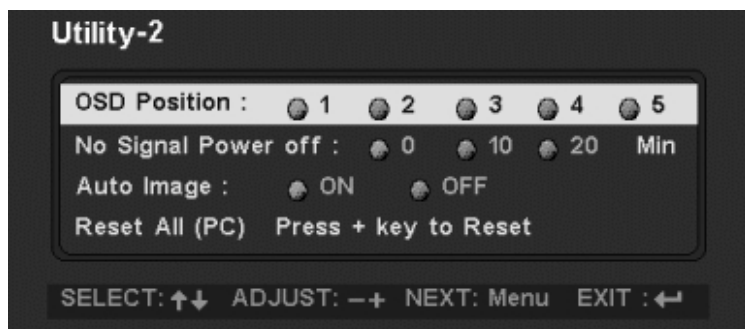 Utility-2
OSD Position : 1 2 3 4 5
No Signal Power off : 0 10 20 Min
Auto Image : ON OFF
Reset All (PC) Press + key to Reset
SELECT: ↑↓ ADJUST: −+ NEXT: Menu EXIT : ↵